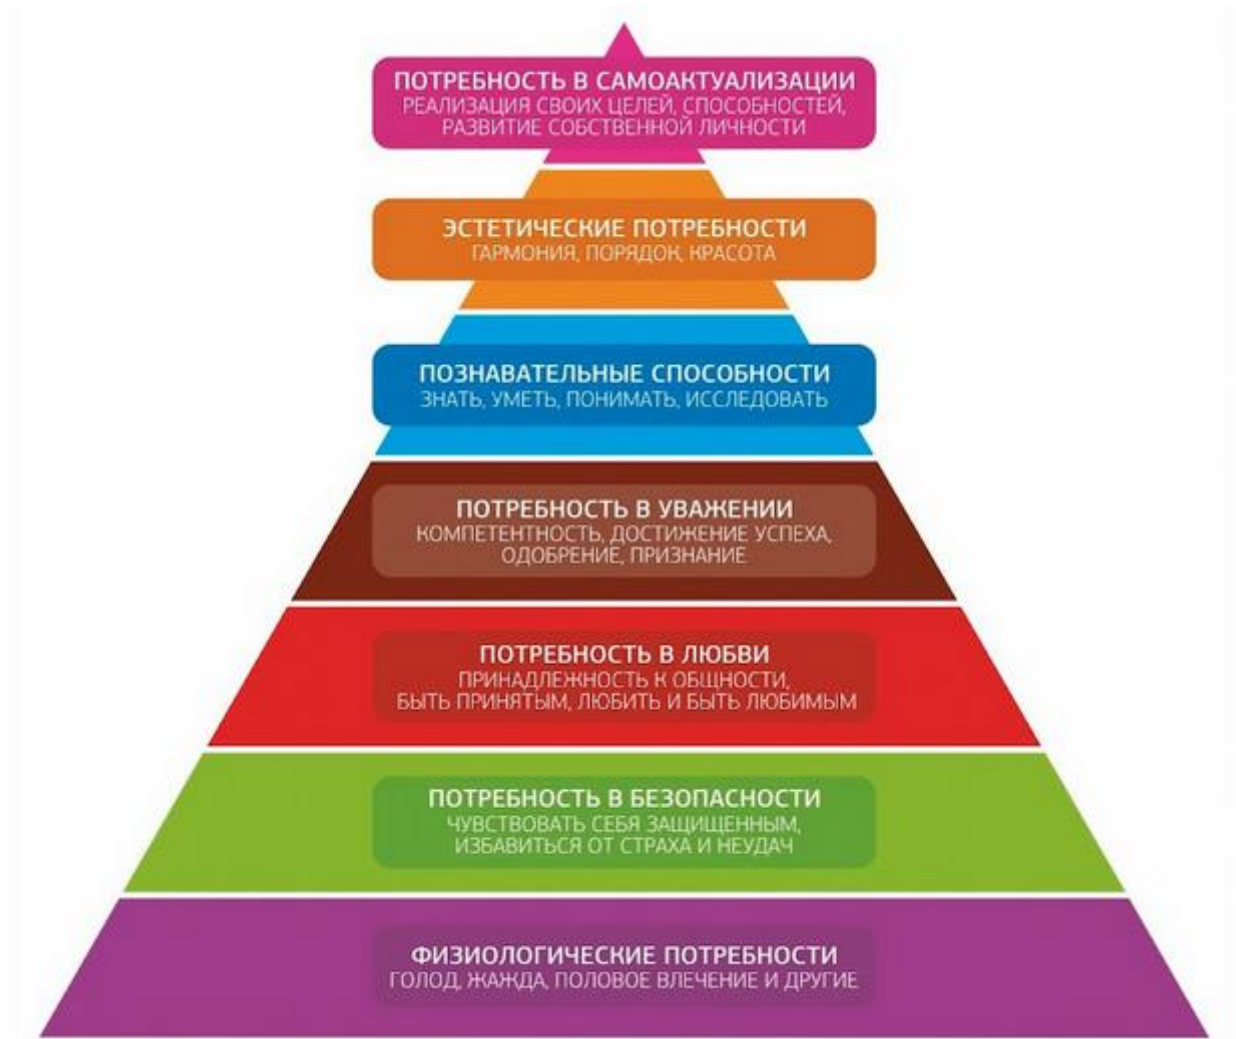 ПОТРЕБНОСТЬ В САМОАКТУАЛИЗАЦИИ
РЕАЛИЗАЦИЯ СВОИХ ЦЕЛЕЙ, СПОСОБНОСТЕЙ,
РАЗВИТИЕ СОБСТВЕННОЙ ЛИЧНОСТИ
ЭСТЕТИЧЕСКИЕ ПОТРЕБНОСТИ
ГАРМОНИЯ, ПОРЯДОК, КРАСОТА
ПОЗНАВАТЕЛЬНЫЕ СПОСОБНОСТИ
ЗНАТЬ, УМЕТЬ, ПОНИМАТЬ, ИССЛЕДОВАТЬ
ПОТРЕБНОСТЬ В УВАЖЕНИИ
КОМПЕТЕНТНОСТЬ, ДОСТИЖЕНИЕ УСПЕХА,
ОДОБРЕНИЕ, ПРИЗНАНИЕ
ПОТРЕБНОСТЬ В ЛЮБВИ
ПРИНАДЛЕЖНОСТЬ К ОБЩНОСТИ,
БЫТЬ ПРИНЯТЫМ, ЛЮБИТЬ И БЫТЬ ЛЮБИМЫМ
ПОТРЕБНОСТЬ В БЕЗОПАСНОСТИ
ЧУВСТВОВАТЬ СЕБЯ ЗАЩИЩЕННЫМ,
ИЗБАВИТЬСЯ ОТ СТРАХА И НЕУДАЧ
ФИЗИОЛОГИЧЕСКИЕ ПОТРЕБНОСТИ
ГОЛОД, ЖАЖДА, ПОЛОВОЕ ВЛЕЧЕНИЕ И ДРУГИЕ